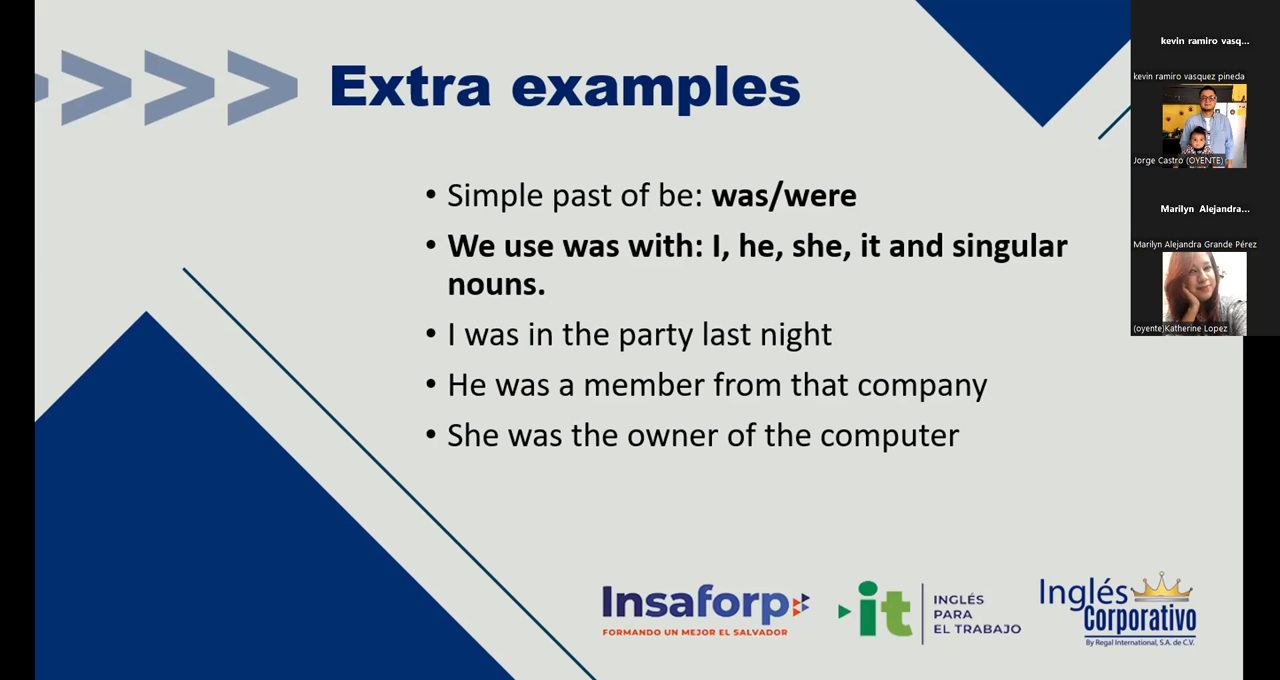 Extra examples
• Simple past of be: was/were
• We use was with: I, he, she, it and singular
nouns.
• I was in the party last night
• He was a member from that company
• She was the owner of the computer
Insaforp
FORMANDO UN MEJOR EL SALVADOR
it
INGLÉS
PARA
EL TRABAJO
Inglés
Corporativo
By Regal International, S.A. de C.V.
kevin ramiro vasq...
kevin ramiro vasquez pineda
Jorge Castro (OYENTE)
Marilyn Alejandra...
Marilyn Alejandra Grande Pérez
(oyente)Katherine Lopez